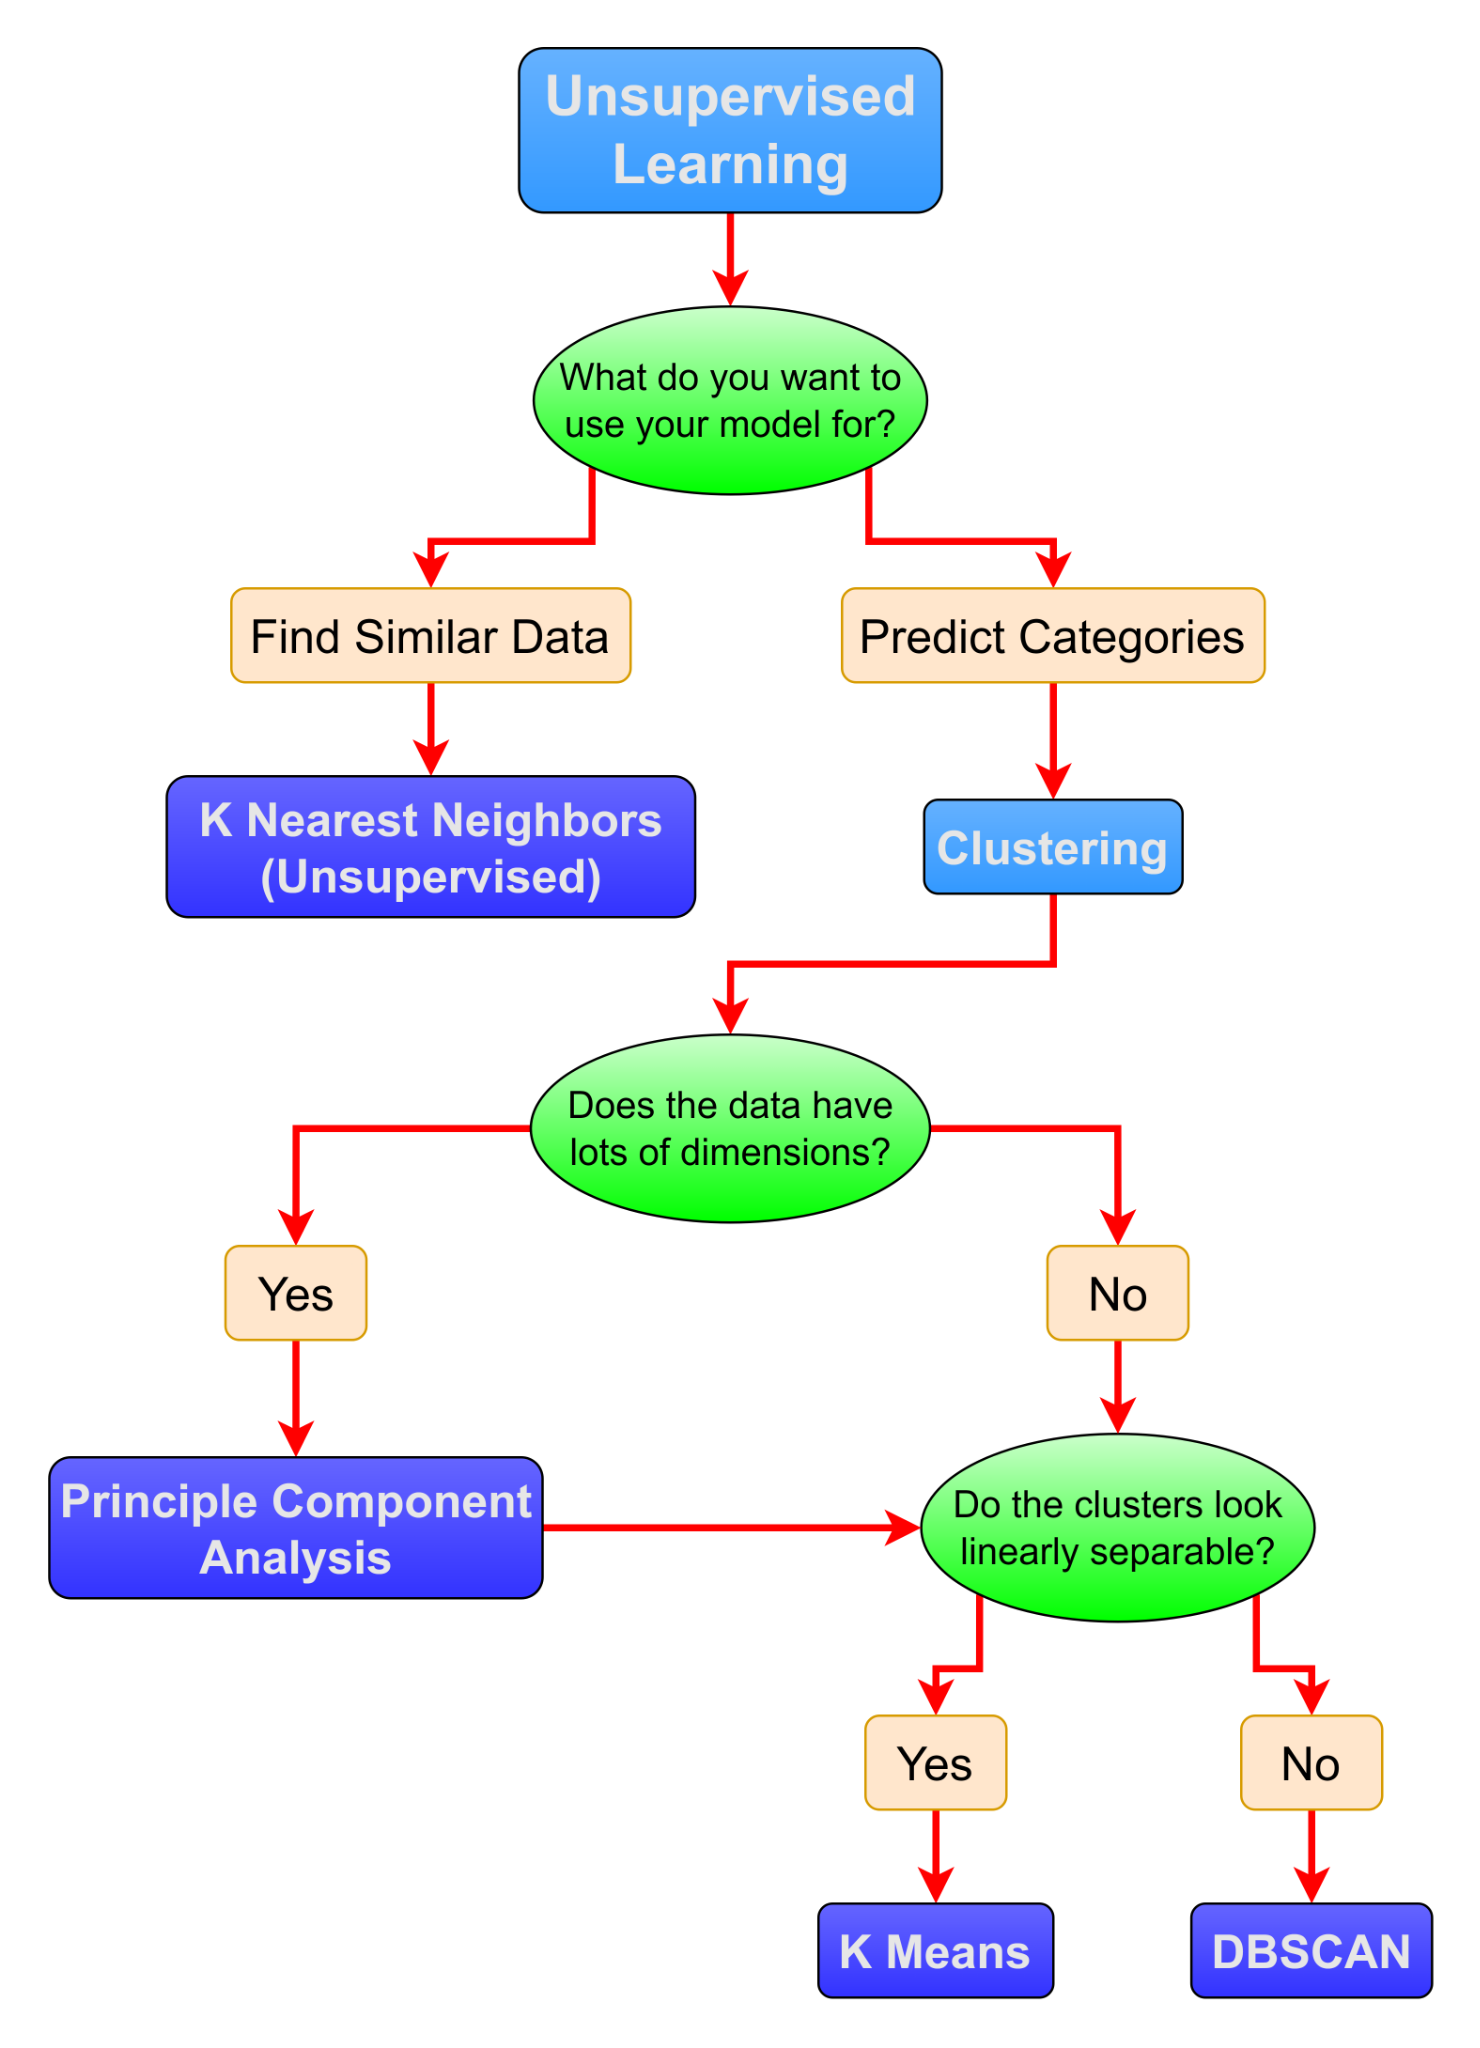 Unsupervised
Learning
What do you want to
use your model for?
Find Similar Data
Predict Categories
K Nearest Neighbors
(Unsupervised)
Clustering
Does the data have
lots of dimensions?
Yes
No
Principle Component
Analysis
Do the clusters look
linearly separable?
Yes
No
K Means
DBSCAN